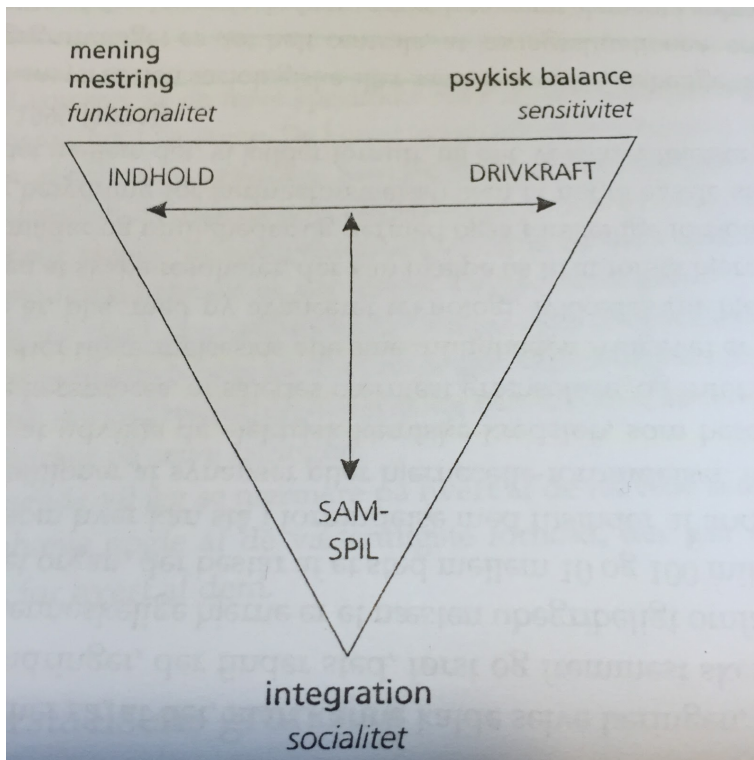 mening
mestring
funktionalitet
psykisk balance
sensitivitet
INDHOLD
DRIVKRAFT
SAM-
SPIL
integration
socialitet